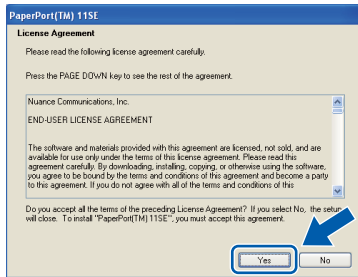 PaperPort(TM) 11SE
License Agreement
Please read the following license agreement carefully.
Press the PAGE DOWN key to see the rest of the agreement.
Nuance Communications, Inc.
END-USER LICENSE AGREEMENT
The software and materials provided with this agreement are licensed, not sold, and are
available for use only under the terms of this license agreement. Please read this
agreement carefully. By downloading, installing, copying, or otherwise using the software,
you agree to be bound by the terms and conditions of this agreement and become a party
to this agreement. If you do not agree with all of the terms and conditions of this
Do you accept all the terms of the preceding License Agreement? If you select No, the setup
will close. To install "PaperPort(TM) 11SE", you must accept this agreement.
Yes
No